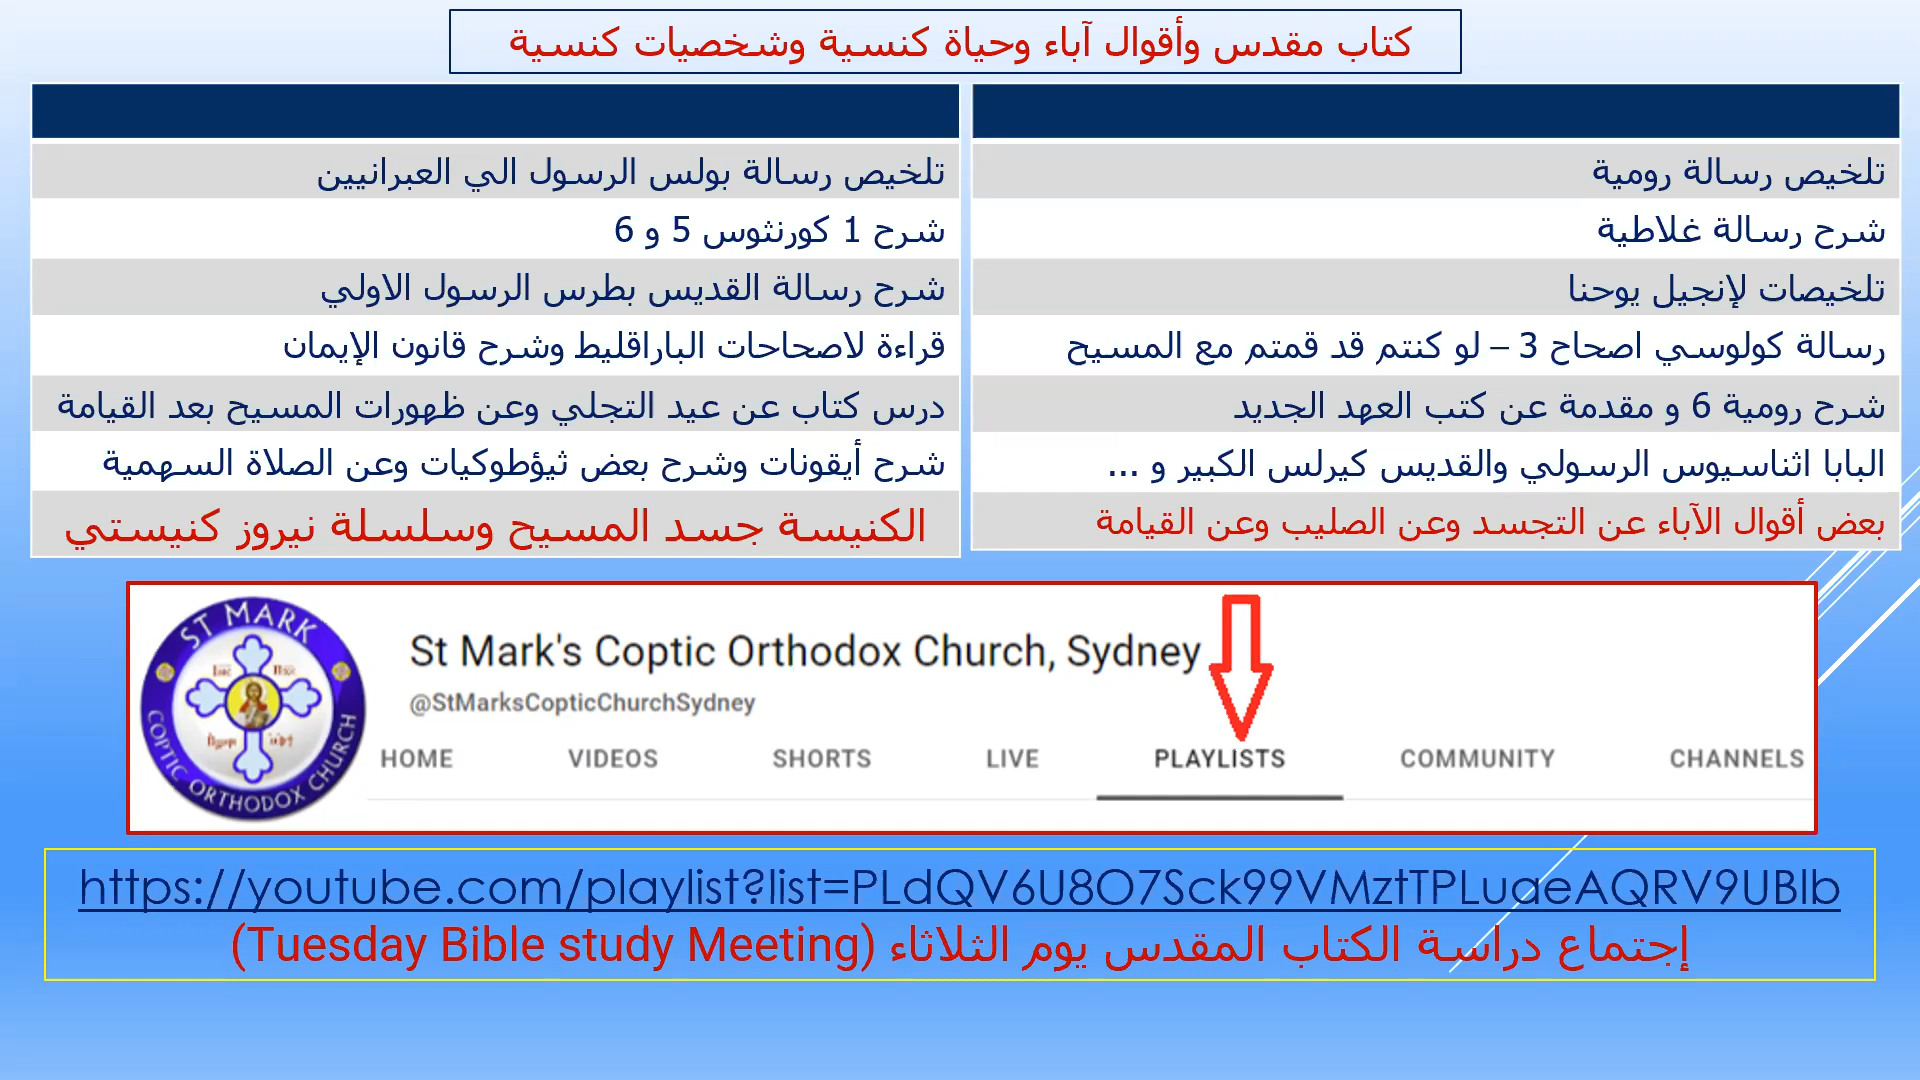 كتاب مقدس وأقوال آباء وحياة كنسية وشخصيات كنسية
تلخيص رسالة رومية
شرح رسالة غلاطية
تلخيصات لإنجيل يوحنا
رسالة كولوسي اصحاح 3 – لو كنتم قد قمتم مع المسيح
شرح رومية 6 و مقدمة عن كتب العهد الجديد
البابا اثناسيوس الرسولي والقديس كيرلس الكبير و ...
بعض أقوال الآباء عن التجسد وعن الصليب وعن القيامة
تلخيص رسالة بولس الرسول الي العبرانيين
شرح 1 كورنثوس 5 و 6
شرح رسالة القديس بطرس الرسول الاولي
قراءة لاصحاحات الباراقليط وشرح قانون الإيمان
درس كتاب عن عيد التجلي وعن ظهورات المسيح بعد القيامة
شرح أيقونات وشرح بعض ثيؤطوكيات وعن الصلاة السهمية
الكنيسة جسد المسيح وسلسلة نيروز كنيستي
ST MARK
COPTIC ORTHODOX CHURCH
St Mark's Coptic Orthodox Church, Sydney
@StMarksCopticChurchSydney
HOME VIDEOS SHORTS LIVE PLAYLISTS COMMUNITY CHANNELS
https://youtube.com/playlist?list=PLdQV6U8O7Sck99VMztTPLuaeAQRV9UBlb
إجتماع دراسة الكتاب المقدس يوم الثلاثاء (Tuesday Bible study Meeting)